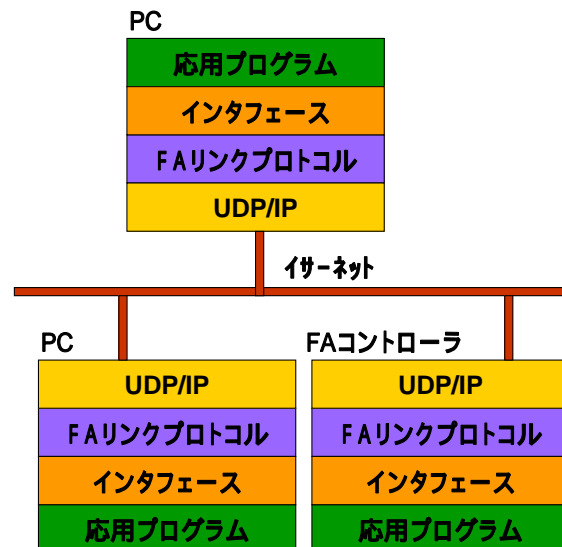 PC
応用プログラム
インタフェース
FAリンクプロトコル
UDP/IP
イサーネット
PC
UDP/IP
FAリンクプロトコル
インタフェース
応用プログラム
FAコントローラ
UDP/IP
FAリンクプロトコル
インタフェース
応用プログラム